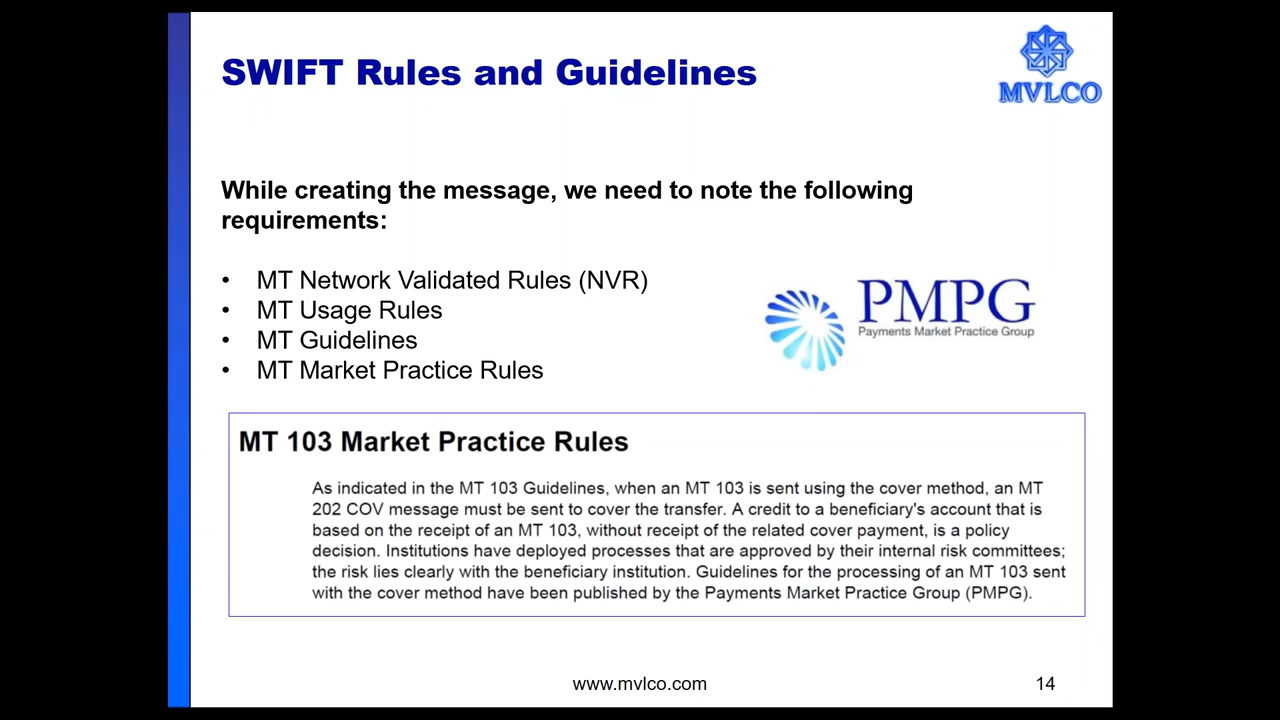 SWIFT Rules and Guidelines
MVLCO
While creating the message, we need to note the following
requirements:
• MT Network Validated Rules (NVR)
• MT Usage Rules
• MT Guidelines
• MT Market Practice Rules
PMPG
Payments Market Practice Group
MT 103 Market Practice Rules
As indicated in the MT 103 Guidelines, when an MT 103 is sent using the cover method, an MT
202 COV message must be sent to cover the transfer. A credit to a beneficiary's account that is
based on the receipt of an MT 103, without receipt of the related cover payment, is a policy
decision. Institutions have deployed processes that are approved by their internal risk committees;
the risk lies clearly with the beneficiary institution. Guidelines for the processing of an MT 103 sent
with the cover method have been published by the Payments Market Practice Group (PMPG).
www.mvlco.com
14